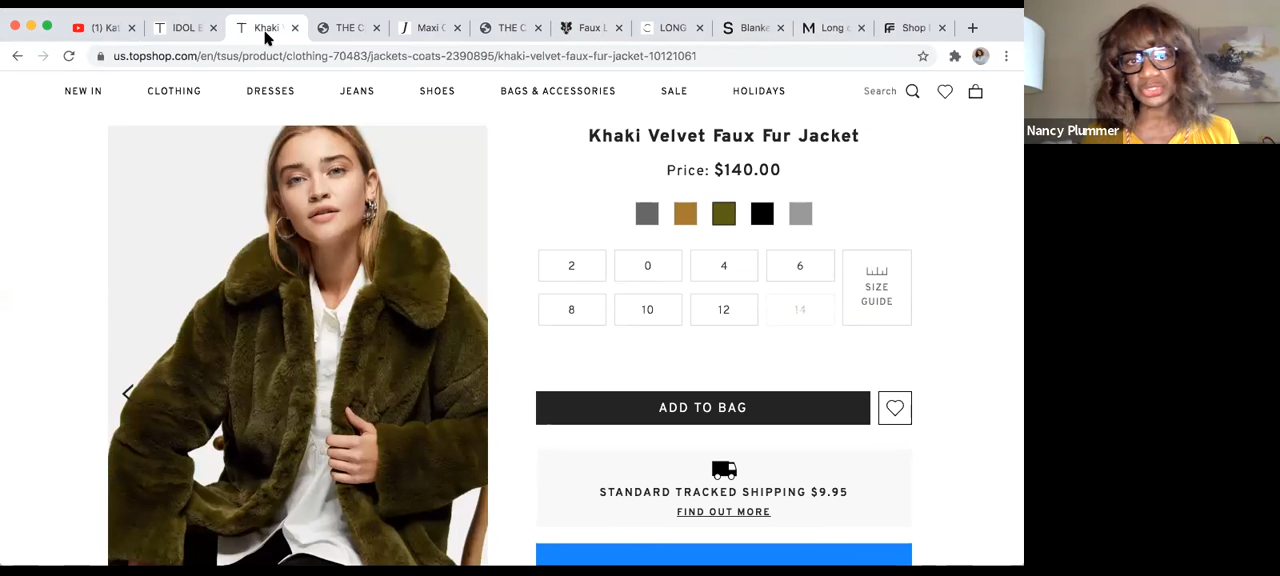 (1) Kat
IDOL E
Khaki V
THE C
Maxi C
THE C
Faux L
LONG
Blanke
Long c
Shop F
us.topshop.com/en/tsus/product/clothing-70483/jackets-coats-2390895/khaki-velvet-faux-fur-jacket-10121061
NEW IN CLOTHING DRESSES JEANS SHOES BAGS & ACCESSORIES SALE HOLIDAYS Search
Khaki Velvet Faux Fur Jacket
Price: $140.00
2 0 4 6
SIZE
GUIDE
8 10 12 14
ADD TO BAG
STANDARD TRACKED SHIPPING $9.95
FIND OUT MORE
Nancy Plummer